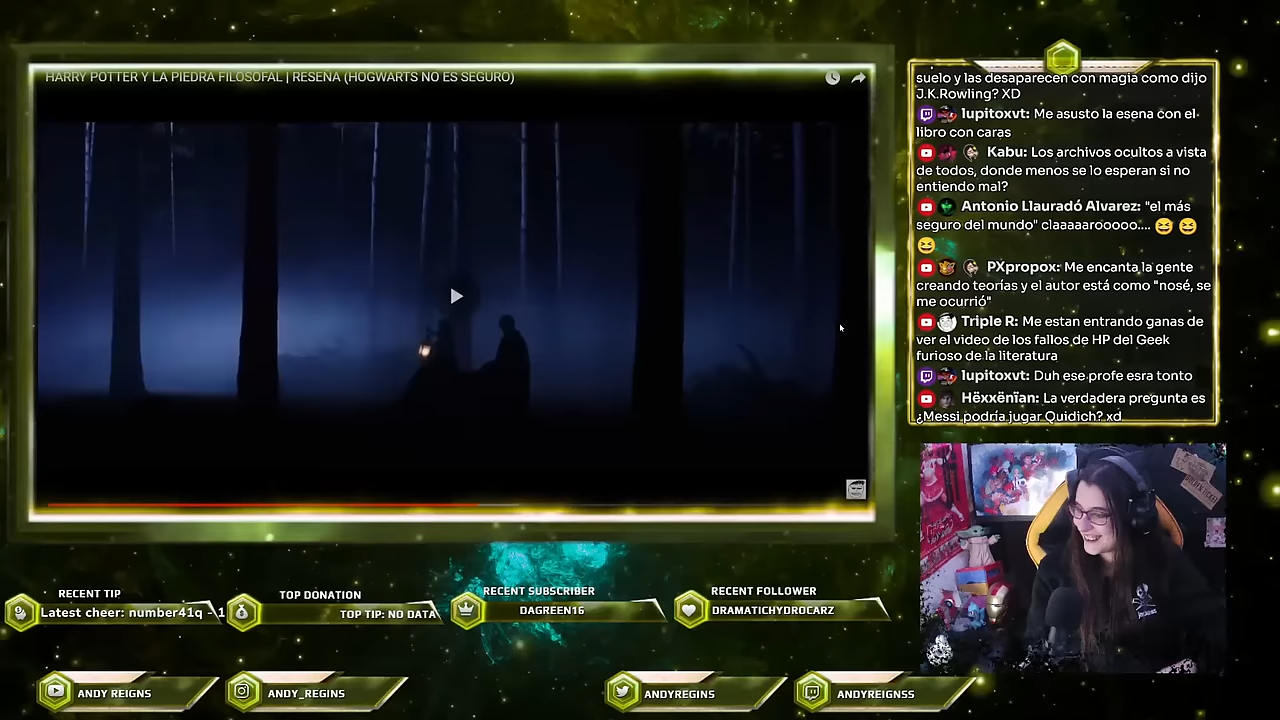 HARRY POTTER Y LA PIEDRA FILOSOFAL | RESEÑA (HOGWARTS NO ES SEGURO)
suelo y las desaparecen con magia como dijo
J.K.Rowling? XD
lupitoxvt: Me asusto la esena con el
libro con caras
Kabu: Los archivos ocultos a vista
de todos, donde menos se lo esperan si no
entiendo mal?
Antonio Llauradó Alvarez: "el más
seguro del mundo" claaaarooooo.... 😆 😆
😆
PXpropox: Me encanta la gente
creando teorías y el autor está como "nosé, se
me ocurrió"
Triple R: Me estan entrando ganas de
ver el video de los fallos de HP del Geek
furioso de la literatura
lupitoxvt: Duh ese profe esra tonto
Hëxxënïan: La verdadera pregunta es
¿Messi podría jugar Quidich? xd
RECENT TIP
Latest cheer: number41q - 1
TOP DONATION
TOP TIP: NO DATA
RECENT SUBSCRIBER
DAGREEN16
RECENT FOLLOWER
DRAMATICHYDROCARZ
ANDY REIGNS
ANDY_REGINS
ANDYREGINS
ANDYREIGNSS